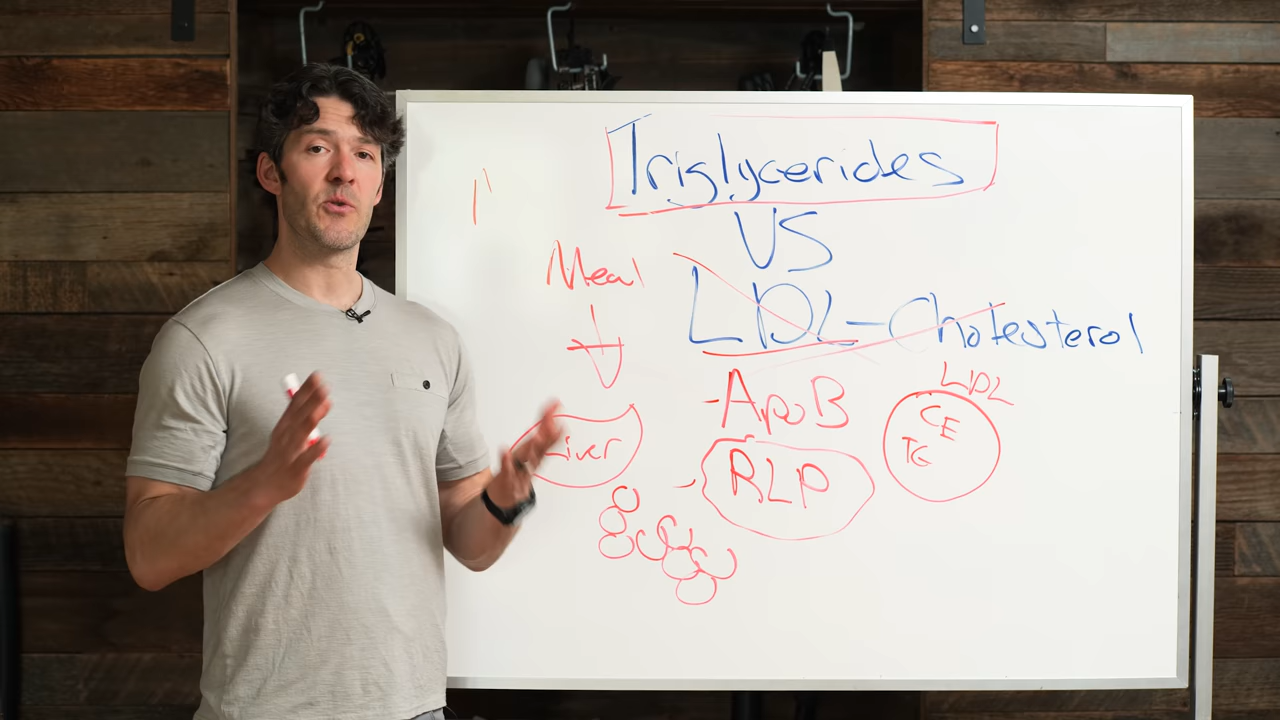 Triglycerides
VS
LDL-Cholesterol
Meal
Liver
-ApoB
-RLP
LDL
CE
TG